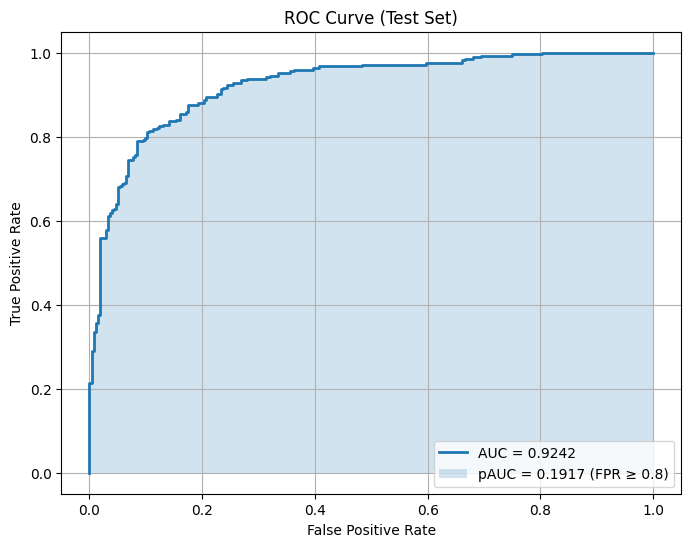 ROC Curve (Test Set)
True Positive Rate
1.0
0.8
0.6
0.4
0.2
0.0
0.0 0.2 0.4 0.6 0.8 1.0
False Positive Rate
AUC = 0.9242
pAUC = 0.1917 (FPR ≥ 0.8)